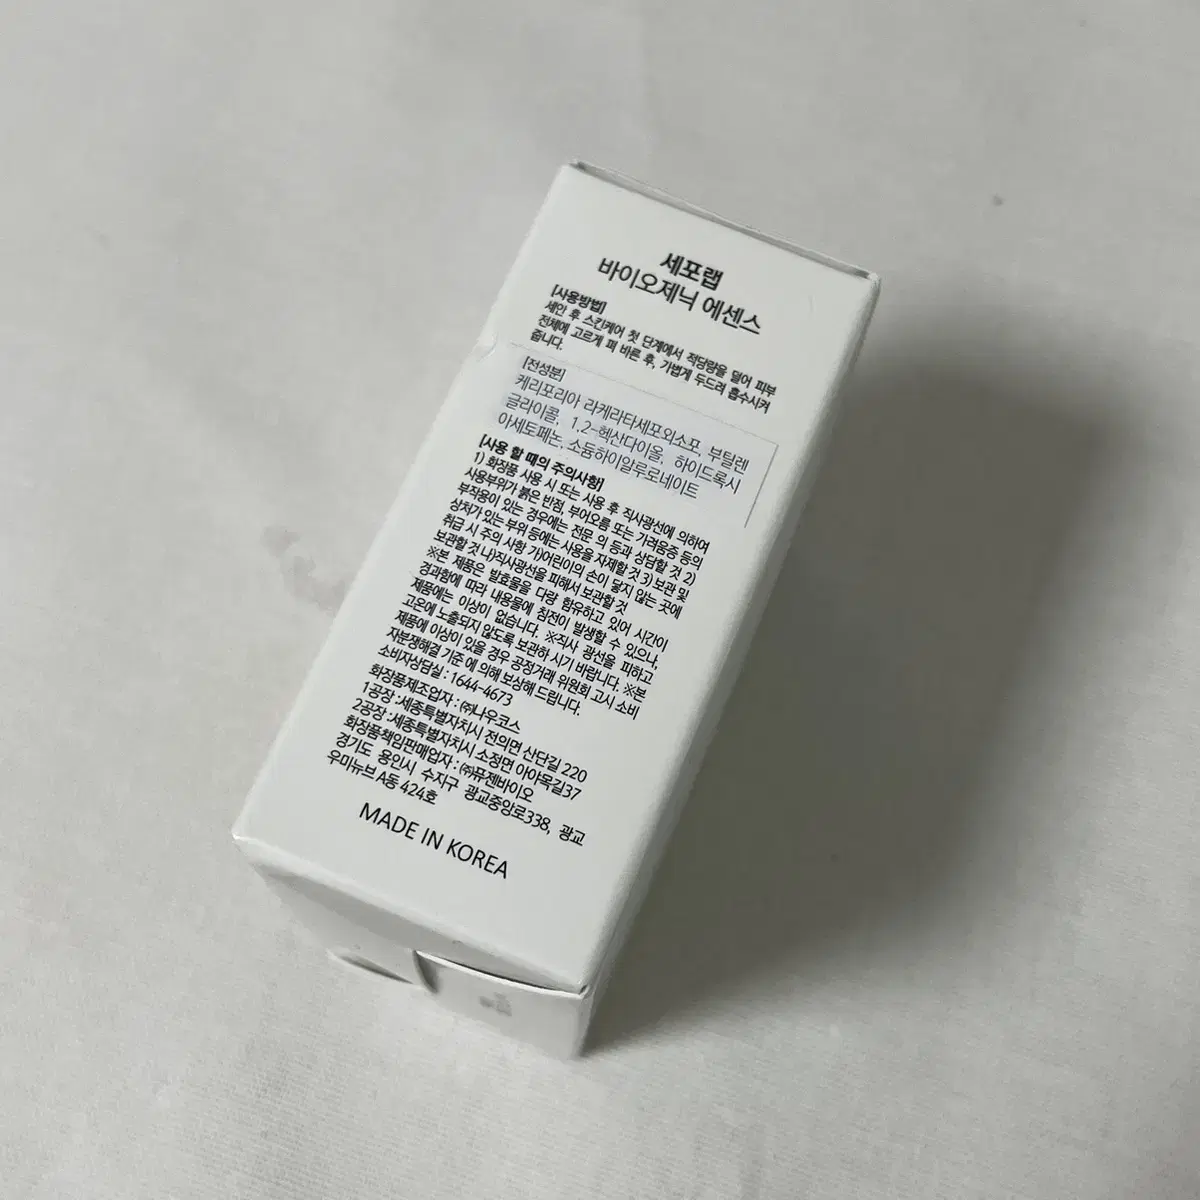 세포랩
바이오제닉 에센스
[사용방법]
세안 후 스킨케어 첫 단계에서 적당량을 덜어 피부
전체에 고르게 펴 바른 후, 가볍게 두드려 흡수시켜
줍니다.
[전성분]
케리포리아 라케라타세포외소포, 부틸렌
글라이콜, 1,2-헥산다이올, 하이드록시
아세토페논, 소듐하이알루로네이트
[사용 할 때의 주의사항]
1) 화장품 사용 시 또는 사용 후 직사광선에 의하여
사용부위가 붉은 반점, 부어오름 또는 가려움증 등의
부작용이 있는 경우에는 전문 의 등과 상담할 것 2)
상처가 있는 부위 등에는 사용을 자제할 것 3) 보관 및
취급 시 주의 사항 가)어린이의 손이 닿지 않는 곳에
보관할 것 나)직사광선을 피해서 보관할 것
※본 제품은 발효물을 다량 함유하고 있어 시간이
경과함에 따라 내용물에 침전이 발생할 수 있으나,
제품에는 이상이 없습니다. ※직사 광선을 피하고
고온에 노출되지 않도록 보관하 시기 바랍니다. ※본
제품에 이상이 있을 경우 공정거래 위원회 고시 소비
자분쟁해결 기준 에 의해 보상해 드립니다.
소비자상담실 : 1644-4673
화장품제조업자 : ㈜나우코스
1공장 :세종특별자치시 전의면 산단길 220
2공장 :세종특별자치시 소정면 아야목길37
화장품책임판매업자 : ㈜퓨젠바이오
경기도 용인시 수지구 광교중앙로338, 광교
우미뉴브 A동 424호
MADE IN KOREA